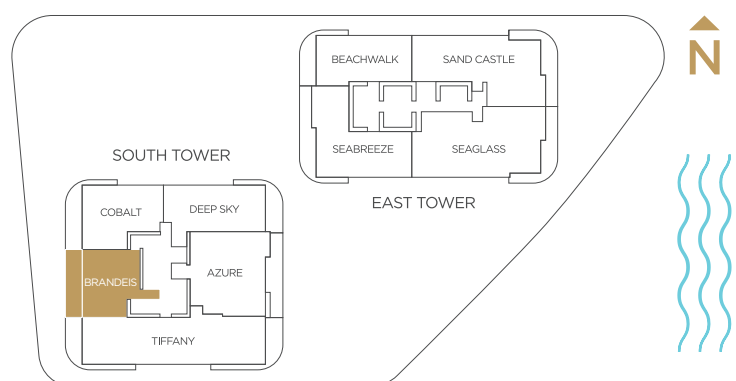 BEACHWALK
SAND CASTLE
N
SEABREEZE
SEAGLASS
SOUTH TOWER
EAST TOWER
COBALT
DEEP SKY
BRANDEIS
AZURE
TIFFANY